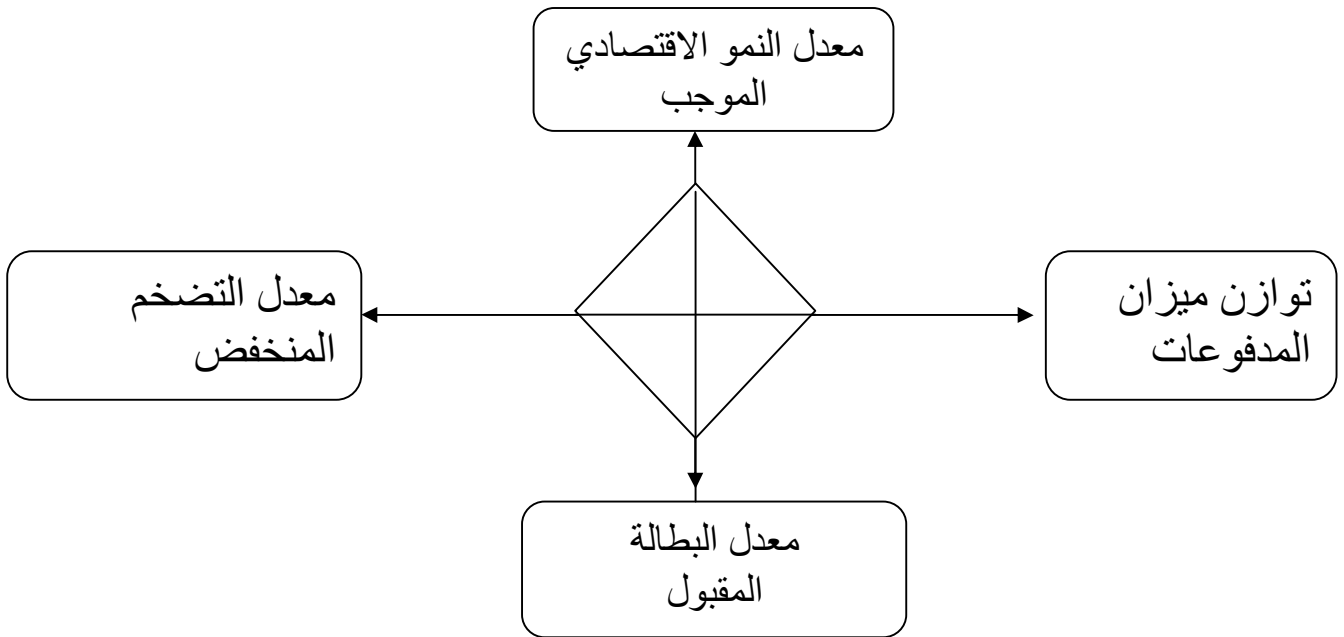 معدل النمو الاقتصادي
الموجب
توازن ميزان
المدفوعات
معدل التضخم
المنخفض
معدل البطالة
المقبول